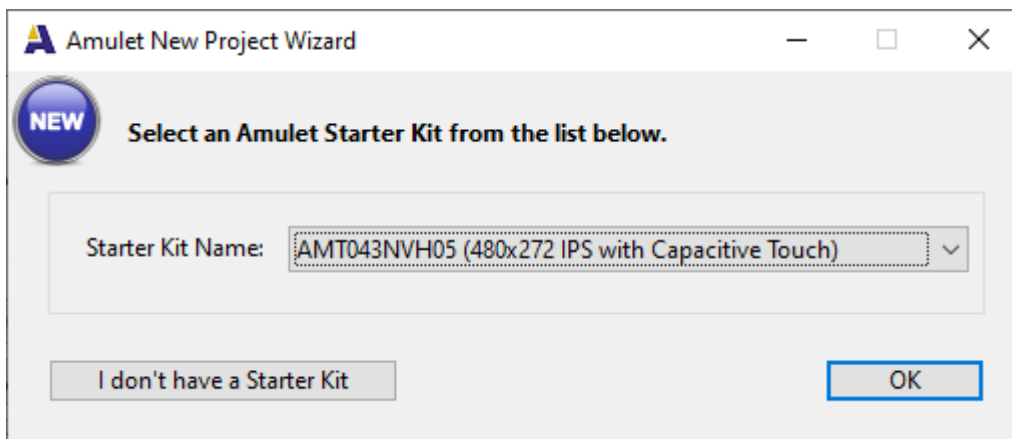 Amulet New Project Wizard
NEW
Select an Amulet Starter Kit from the list below.
Starter Kit Name: AMT043NVH05 (480x272 IPS with Capacitive Touch)
I don't have a Starter Kit OK